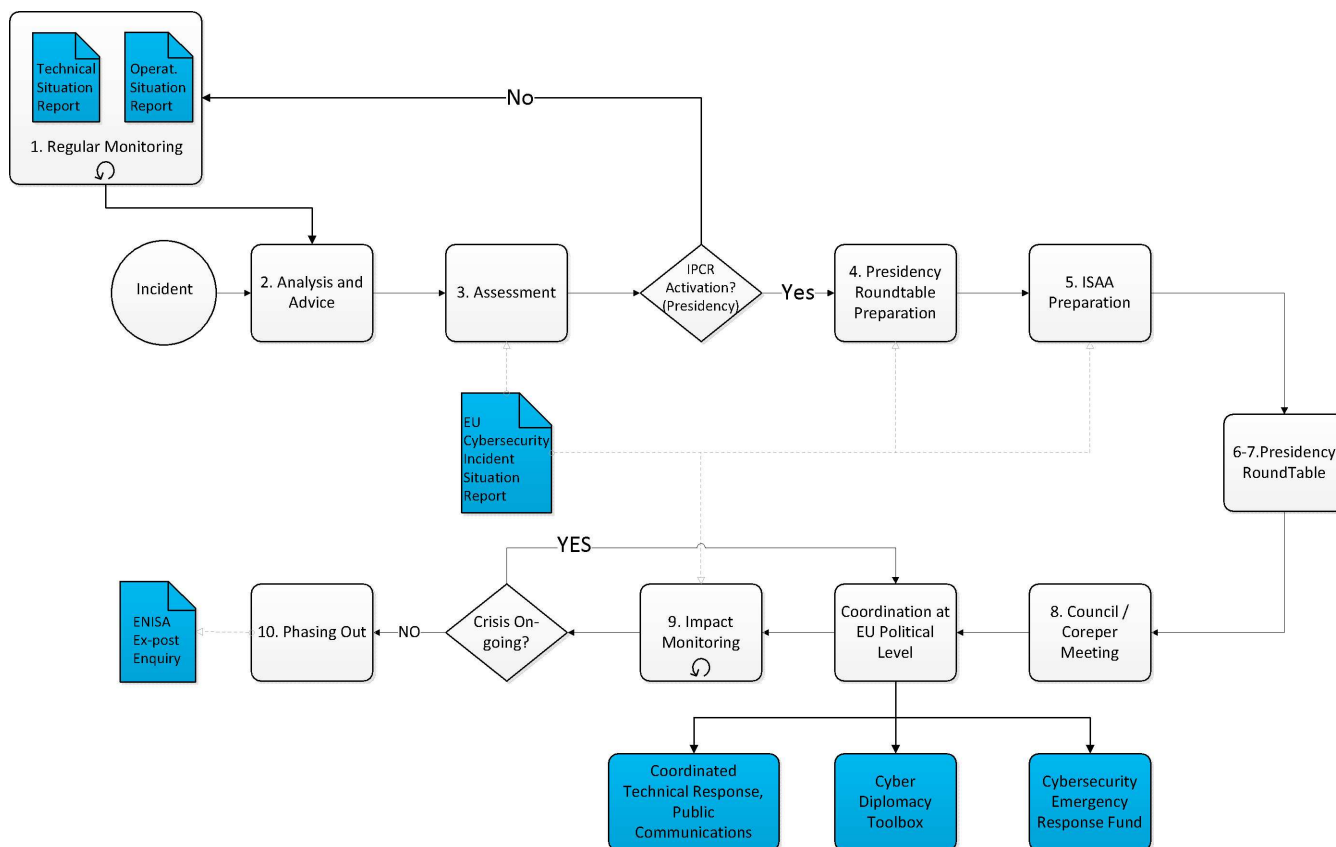 Technical
Situation
Report
Operat.
Situation
Report
1. Regular Monitoring
No
Incident
2. Analysis and
Advice
3. Assessment
IPCR
Activation?
(Presidency)
Yes
4. Presidency
Roundtable
Preparation
5. ISAA
Preparation
EU
Cybersecurity
Incident
Situation
Report
6-7.Presidency
RoundTable
YES
ENISA
Ex-post
Enquiry
10. Phasing Out
NO
Crisis On-
going?
9. Impact
Monitoring
Coordination at
EU Political
Level
8. Council /
Coreper
Meeting
Coordinated
Technical Response,
Public
Communications
Cyber
Diplomacy
Toolbox
Cybersecurity
Emergency
Response Fund